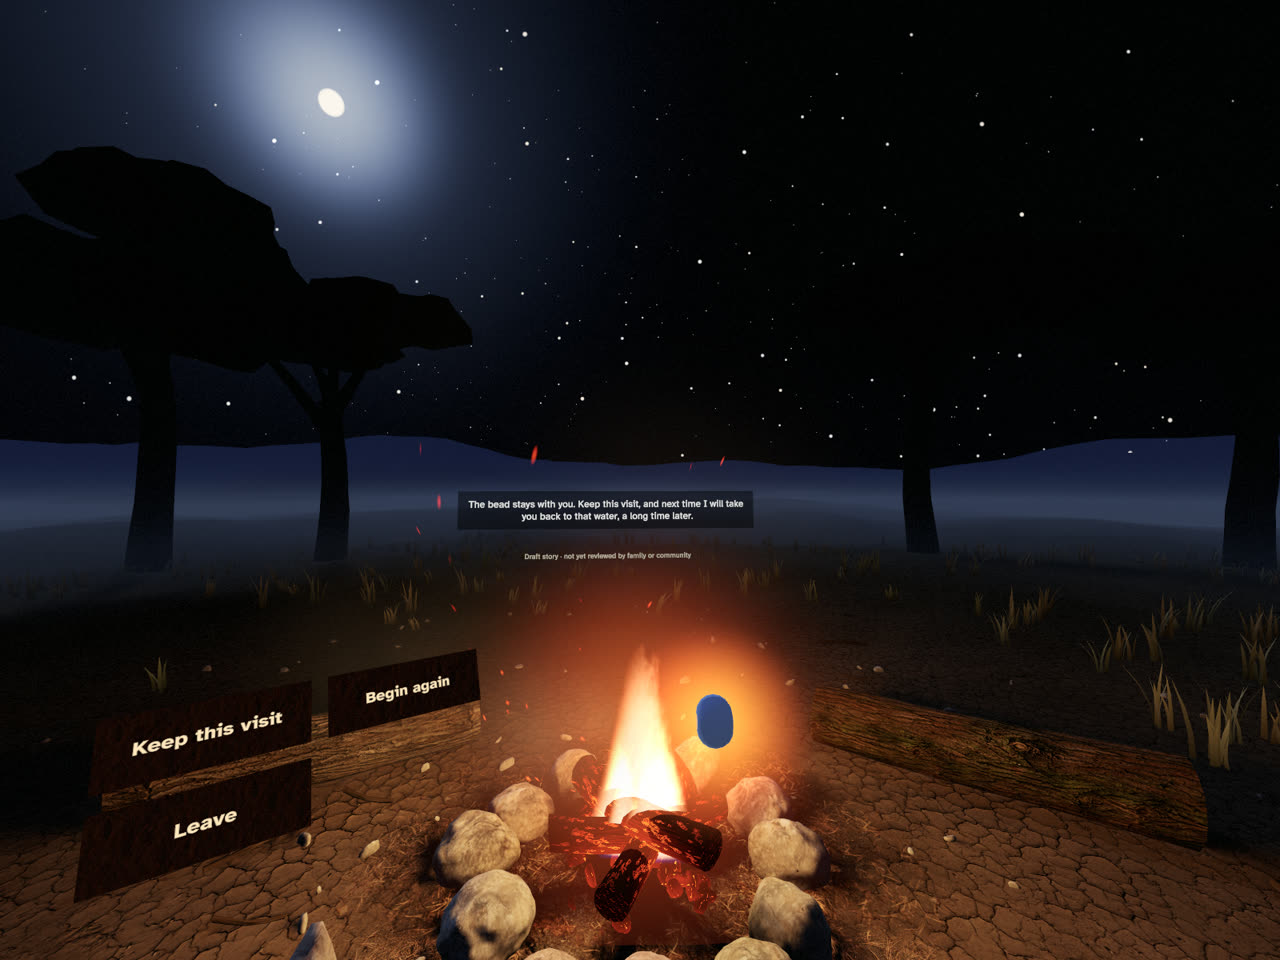 The bead stays with you. Keep this visit, and next time I will take
you back to that water, a long time later.
Draft story - not yet reviewed by family or community
Begin again
Keep this visit
Leave